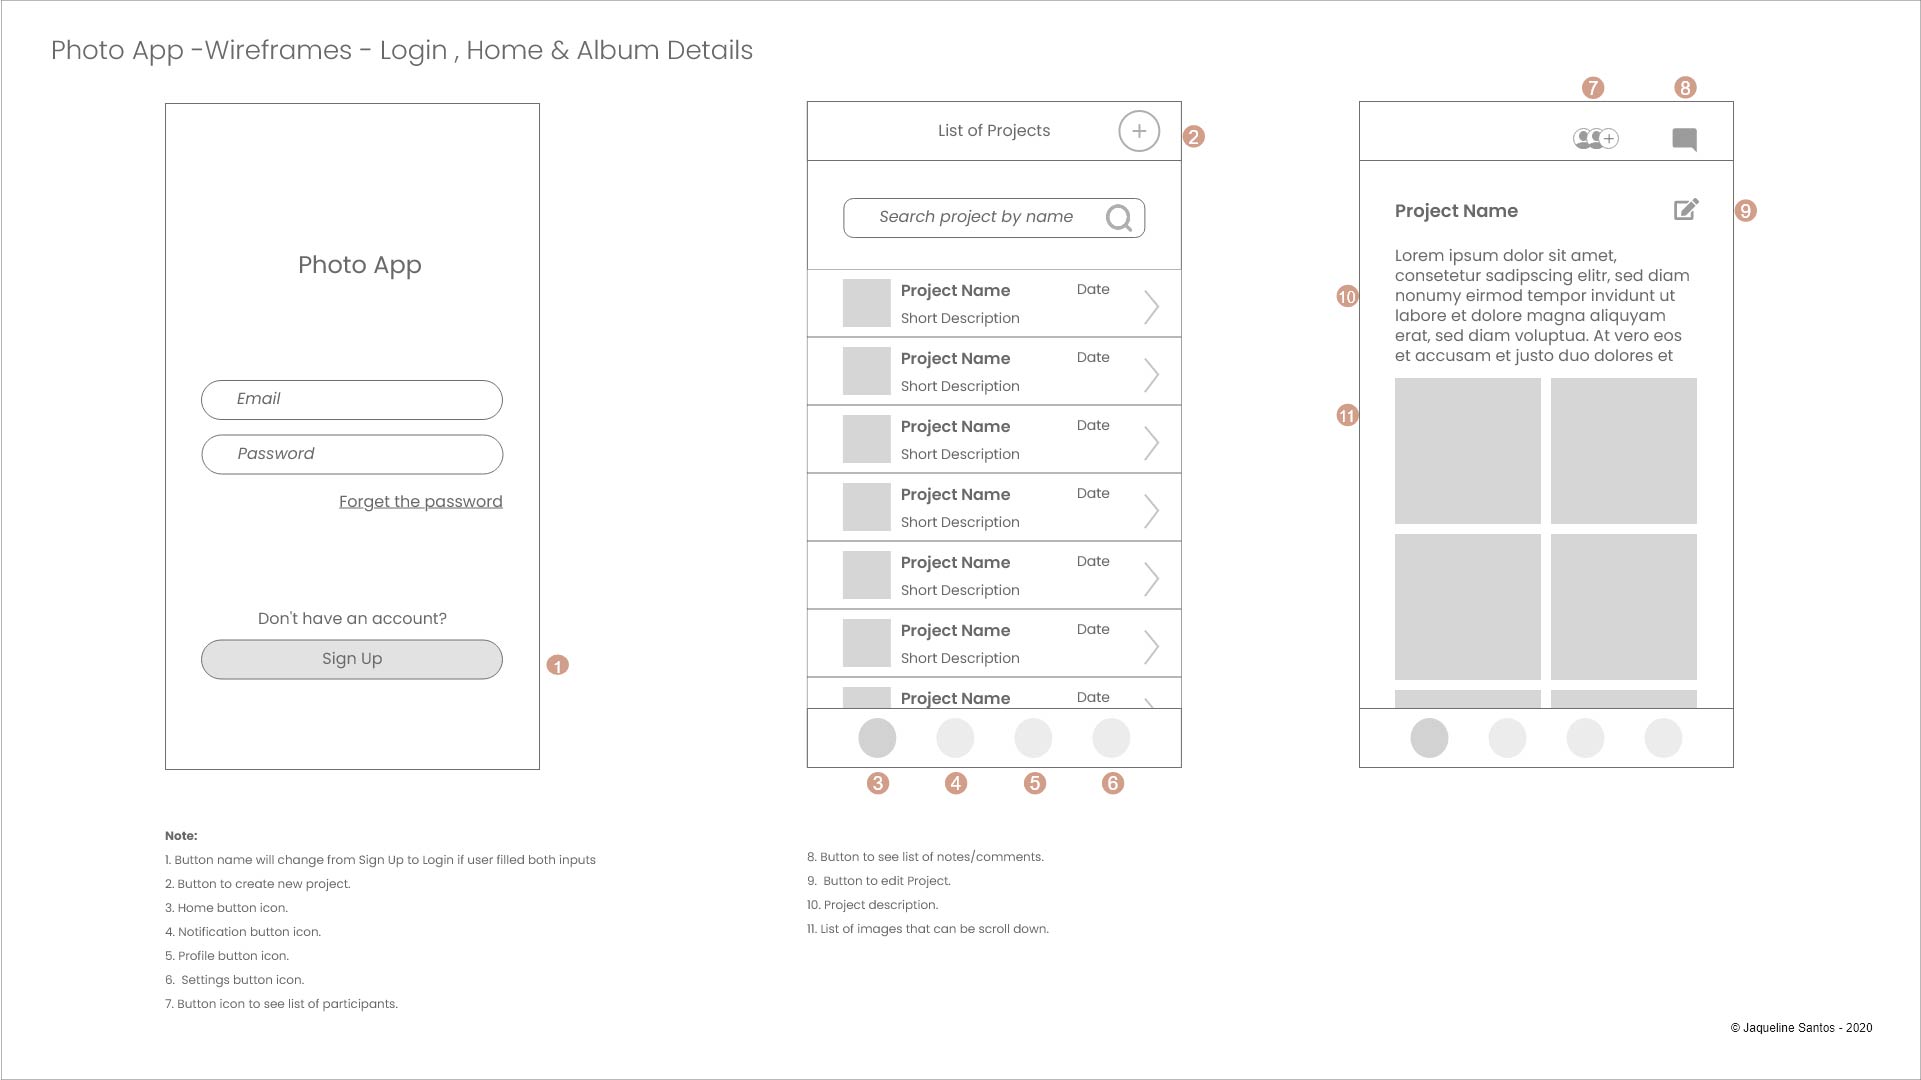 Photo App -Wireframes - Login , Home & Album Details
Photo App
Email
Password
Forget the password
Don't have an account?
Sign Up
1
List of Projects
2
Search project by name
Project Name Date
Short Description
Project Name Date
Short Description
Project Name Date
Short Description
Project Name Date
Short Description
Project Name Date
Short Description
Project Name Date
Short Description
Project Name Date
3 4 5 6
7 8
Project Name
9
Lorem ipsum dolor sit amet,
consetetur sadipscing elitr, sed diam
10
nonumy eirmod tempor invidunt ut
labore et dolore magna aliquyam
erat, sed diam voluptua. At vero eos
et accusam et justo duo dolores et
11
Note:
1. Button name will change from Sign Up to Login if user filled both inputs
2. Button to create new project.
3. Home button icon.
4. Notification button icon.
5. Profile button icon.
6.  Settings button icon.
7. Button icon to see list of participants.
8. Button to see list of notes/comments.
9.  Button to edit Project.
10. Project description.
11. List of images that can be scroll down.
© Jaqueline Santos - 2020